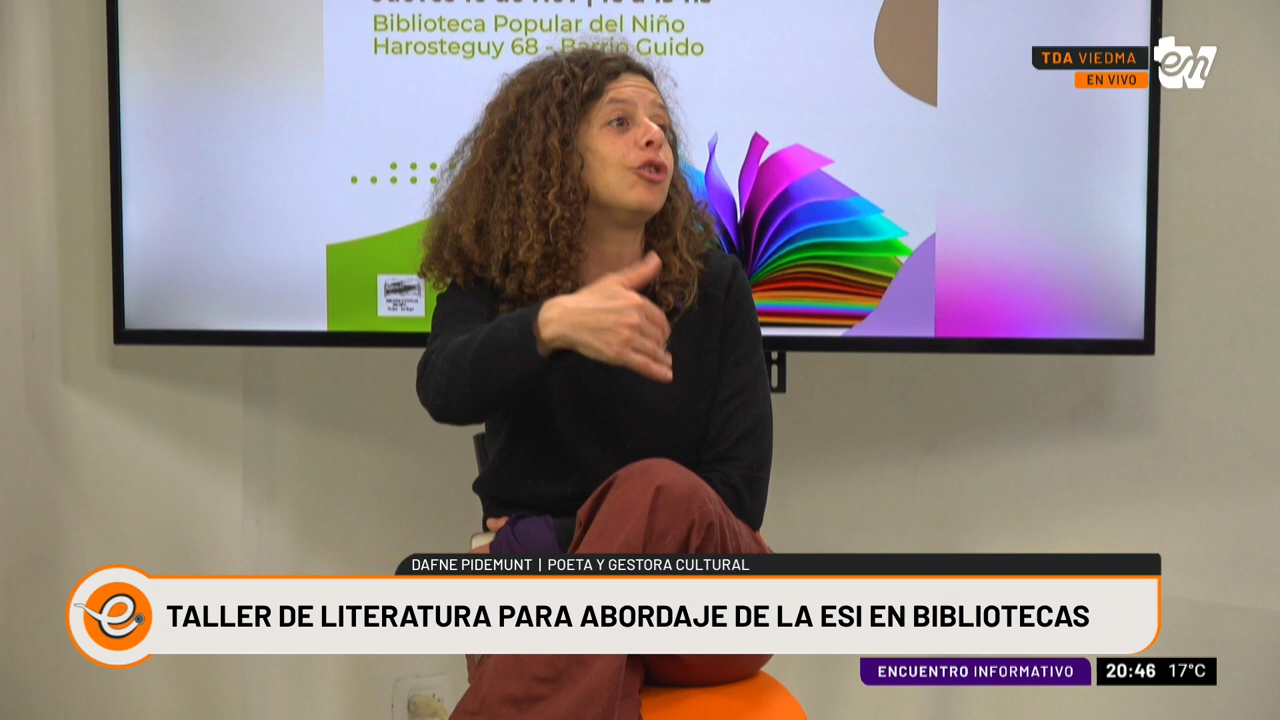 Biblioteca Popular del Niño
Harosteguy 68 - Barrio Guido
TDA VIEDMA
EN VIVO
em
DAFNE PIDEMUNT | POETA Y GESTORA CULTURAL
e
TALLER DE LITERATURA PARA ABORDAJE DE LA ESI EN BIBLIOTECAS
ENCUENTRO INFORMATIVO
20:46 17°C